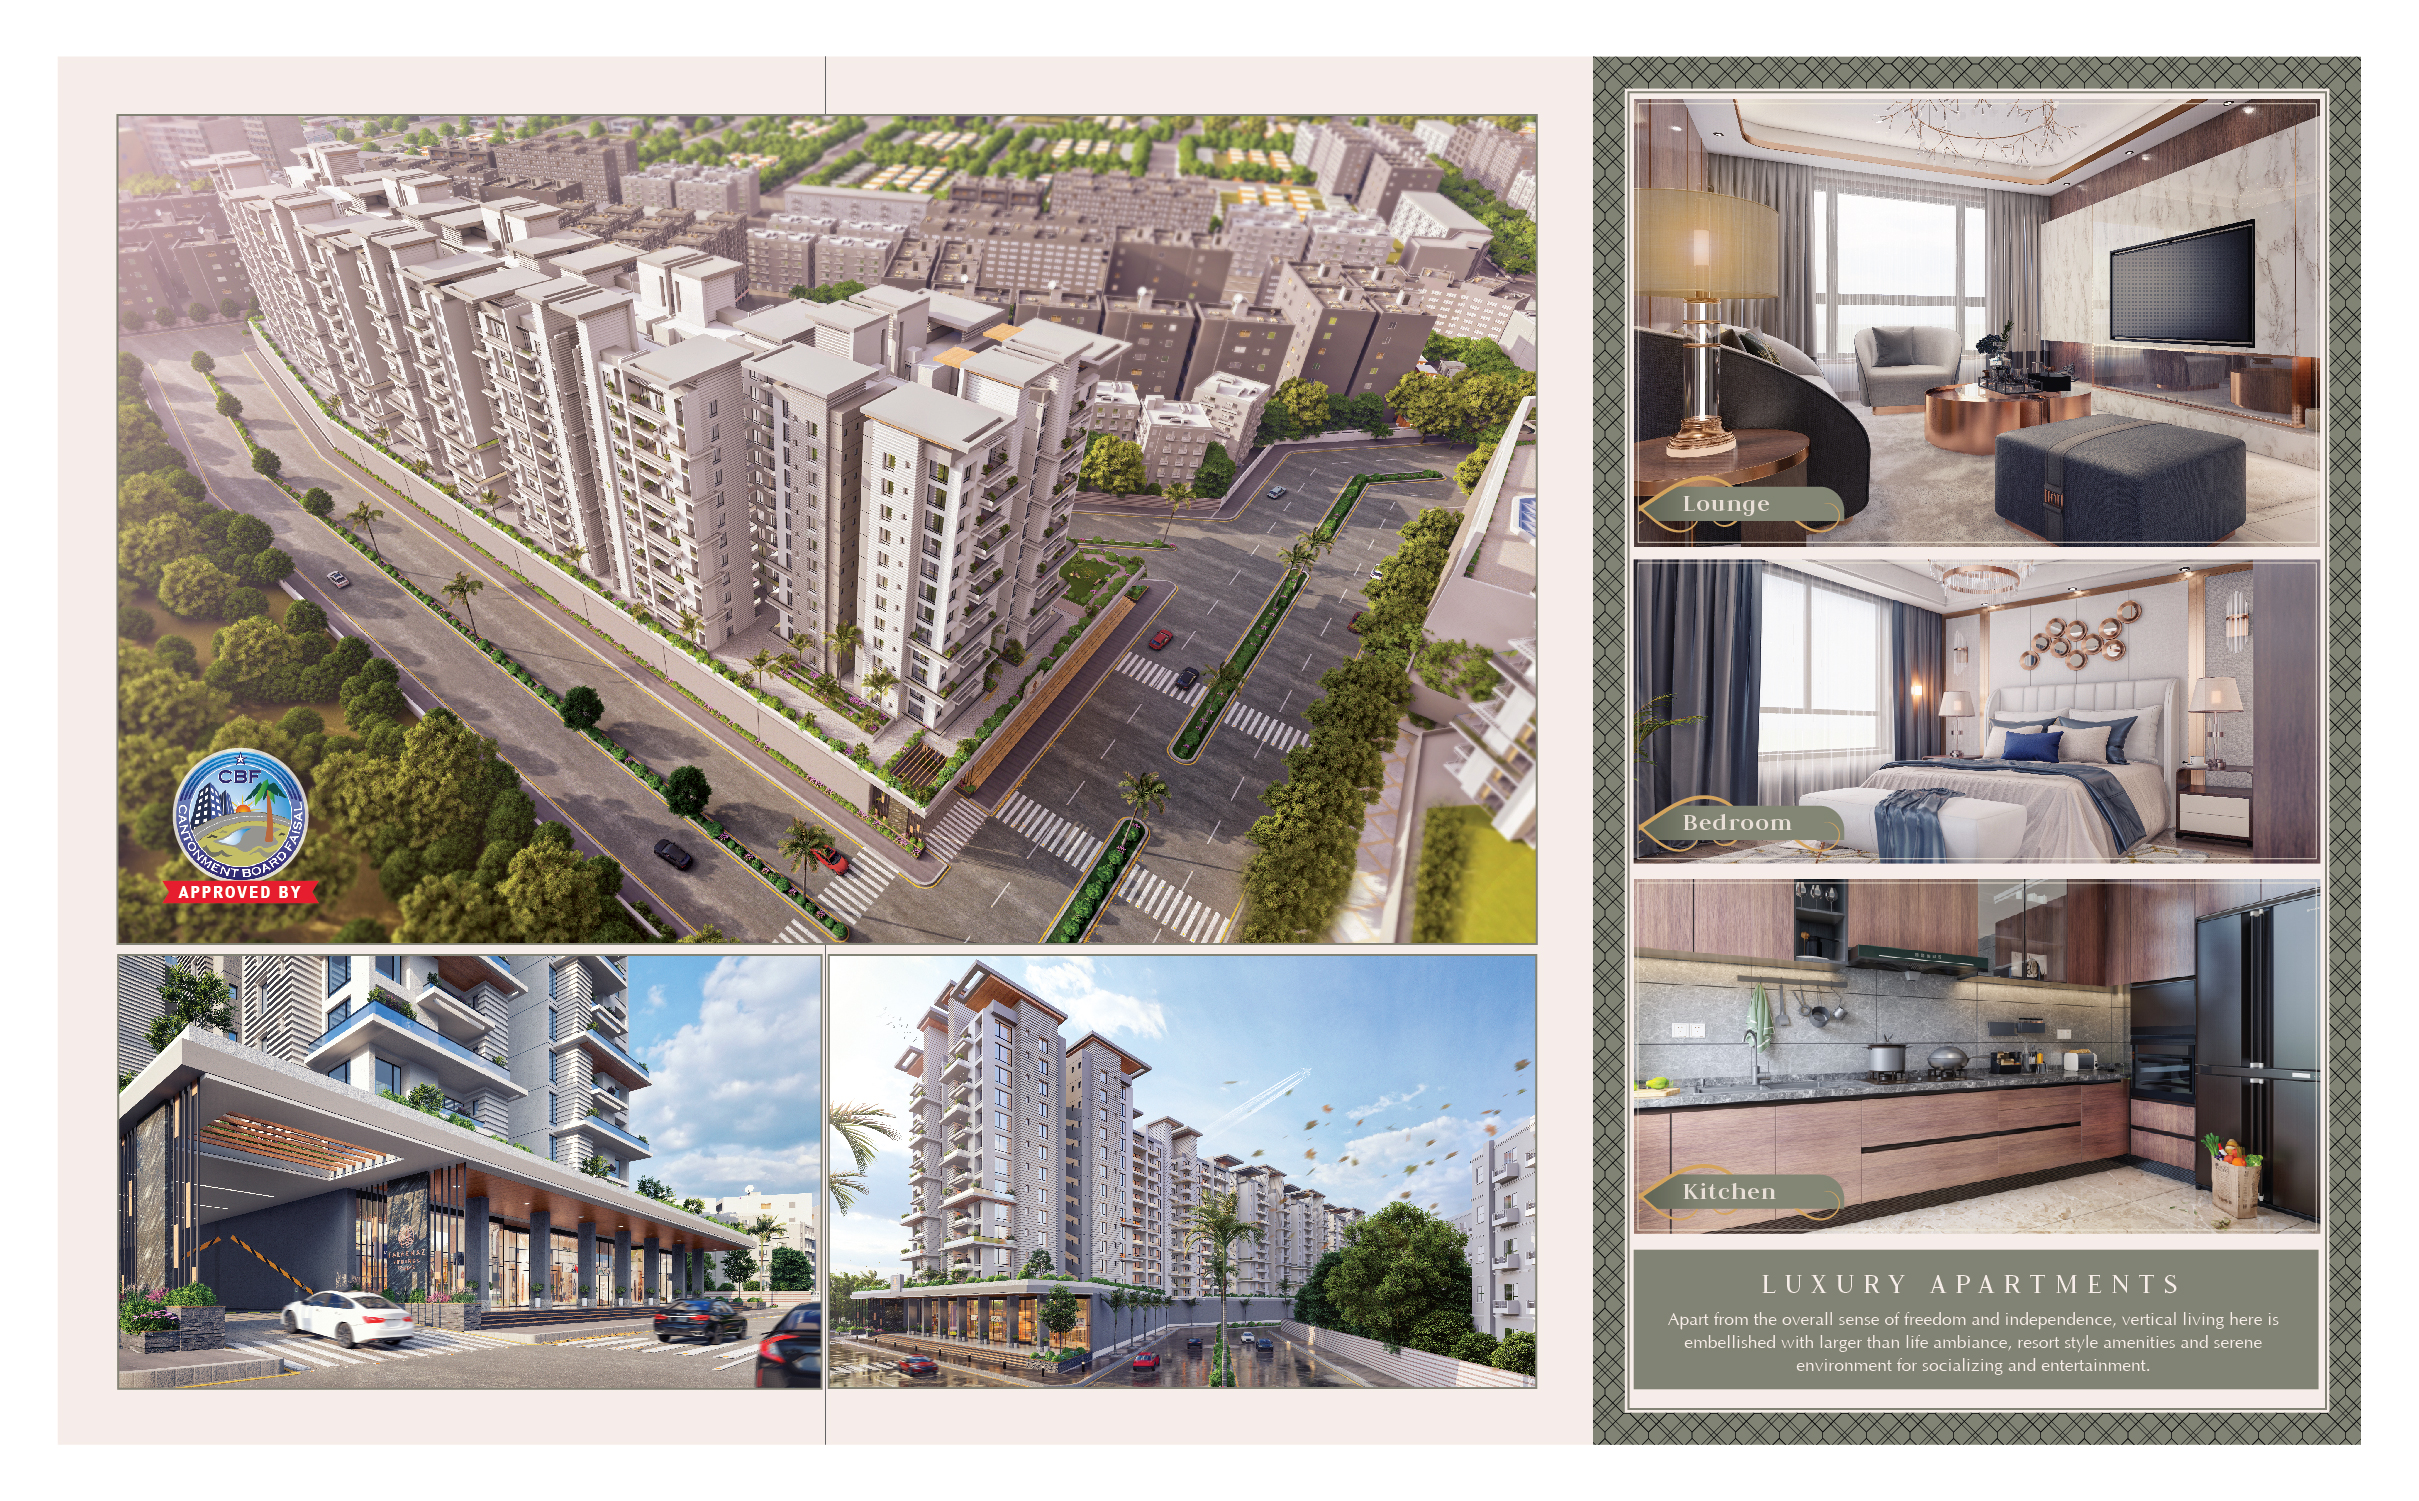 CBF
CANTONMENT BOARD FAISAL
APPROVED BY
Lounge
Bedroom
Kitchen
LUXURY APARTMENTS
Apart from the overall sense of freedom and independence, vertical living here is
embellished with larger than life ambiance, resort style amenities and serene
environment for socializing and entertainment.